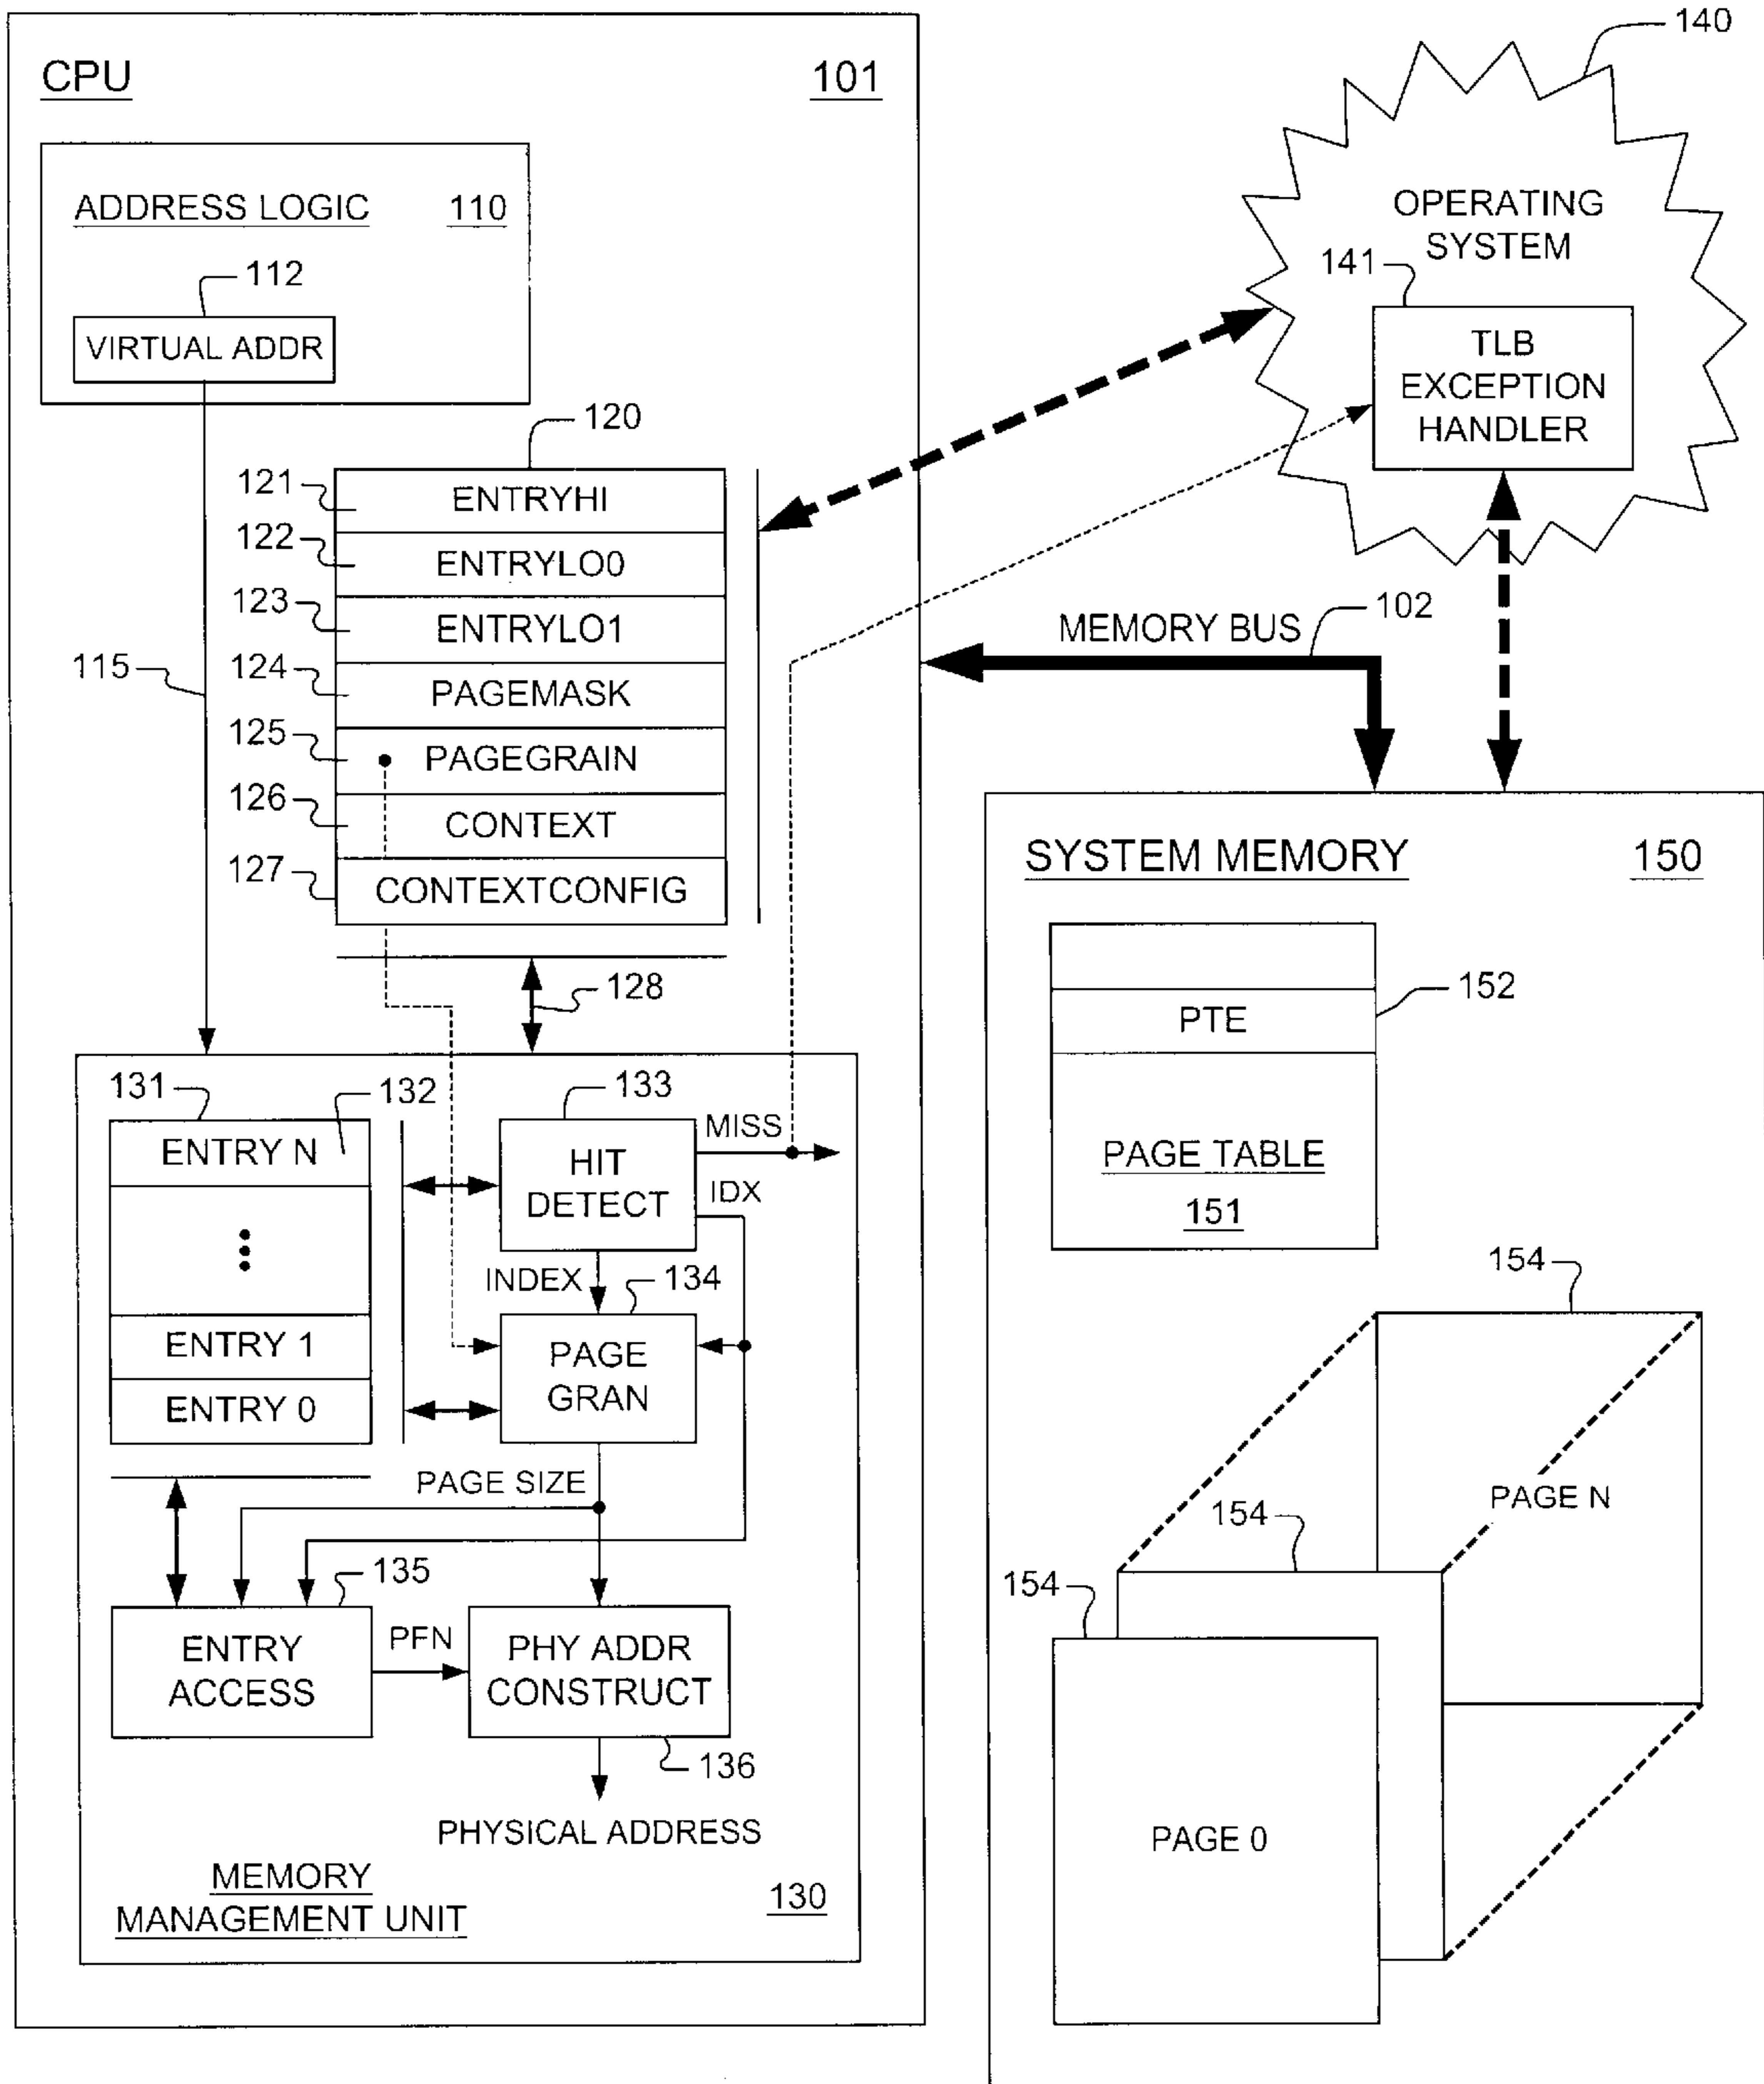 CPU 101
ADDRESS LOGIC 110
112
VIRTUAL ADDR
115
120
121 ENTRYHI
122 ENTRYLO0
123 ENTRYLO1
124 PAGEMASK
125 PAGEGRAIN
126 CONTEXT
127 CONTEXTCONFIG
128
131 132
ENTRY N
ENTRY 1
ENTRY 0
133
HIT
DETECT
MISS
IDX
INDEX
134
PAGE
GRAN
PAGE SIZE
135
ENTRY
ACCESS
PFN
PHY ADDR
CONSTRUCT
136
PHYSICAL ADDRESS
MEMORY
MANAGEMENT UNIT
130
140
OPERATING
SYSTEM
141
TLB
EXCEPTION
HANDLER
MEMORY BUS
102
SYSTEM MEMORY 150
PTE
152
PAGE TABLE
151
154
PAGE N
154
154
PAGE 0